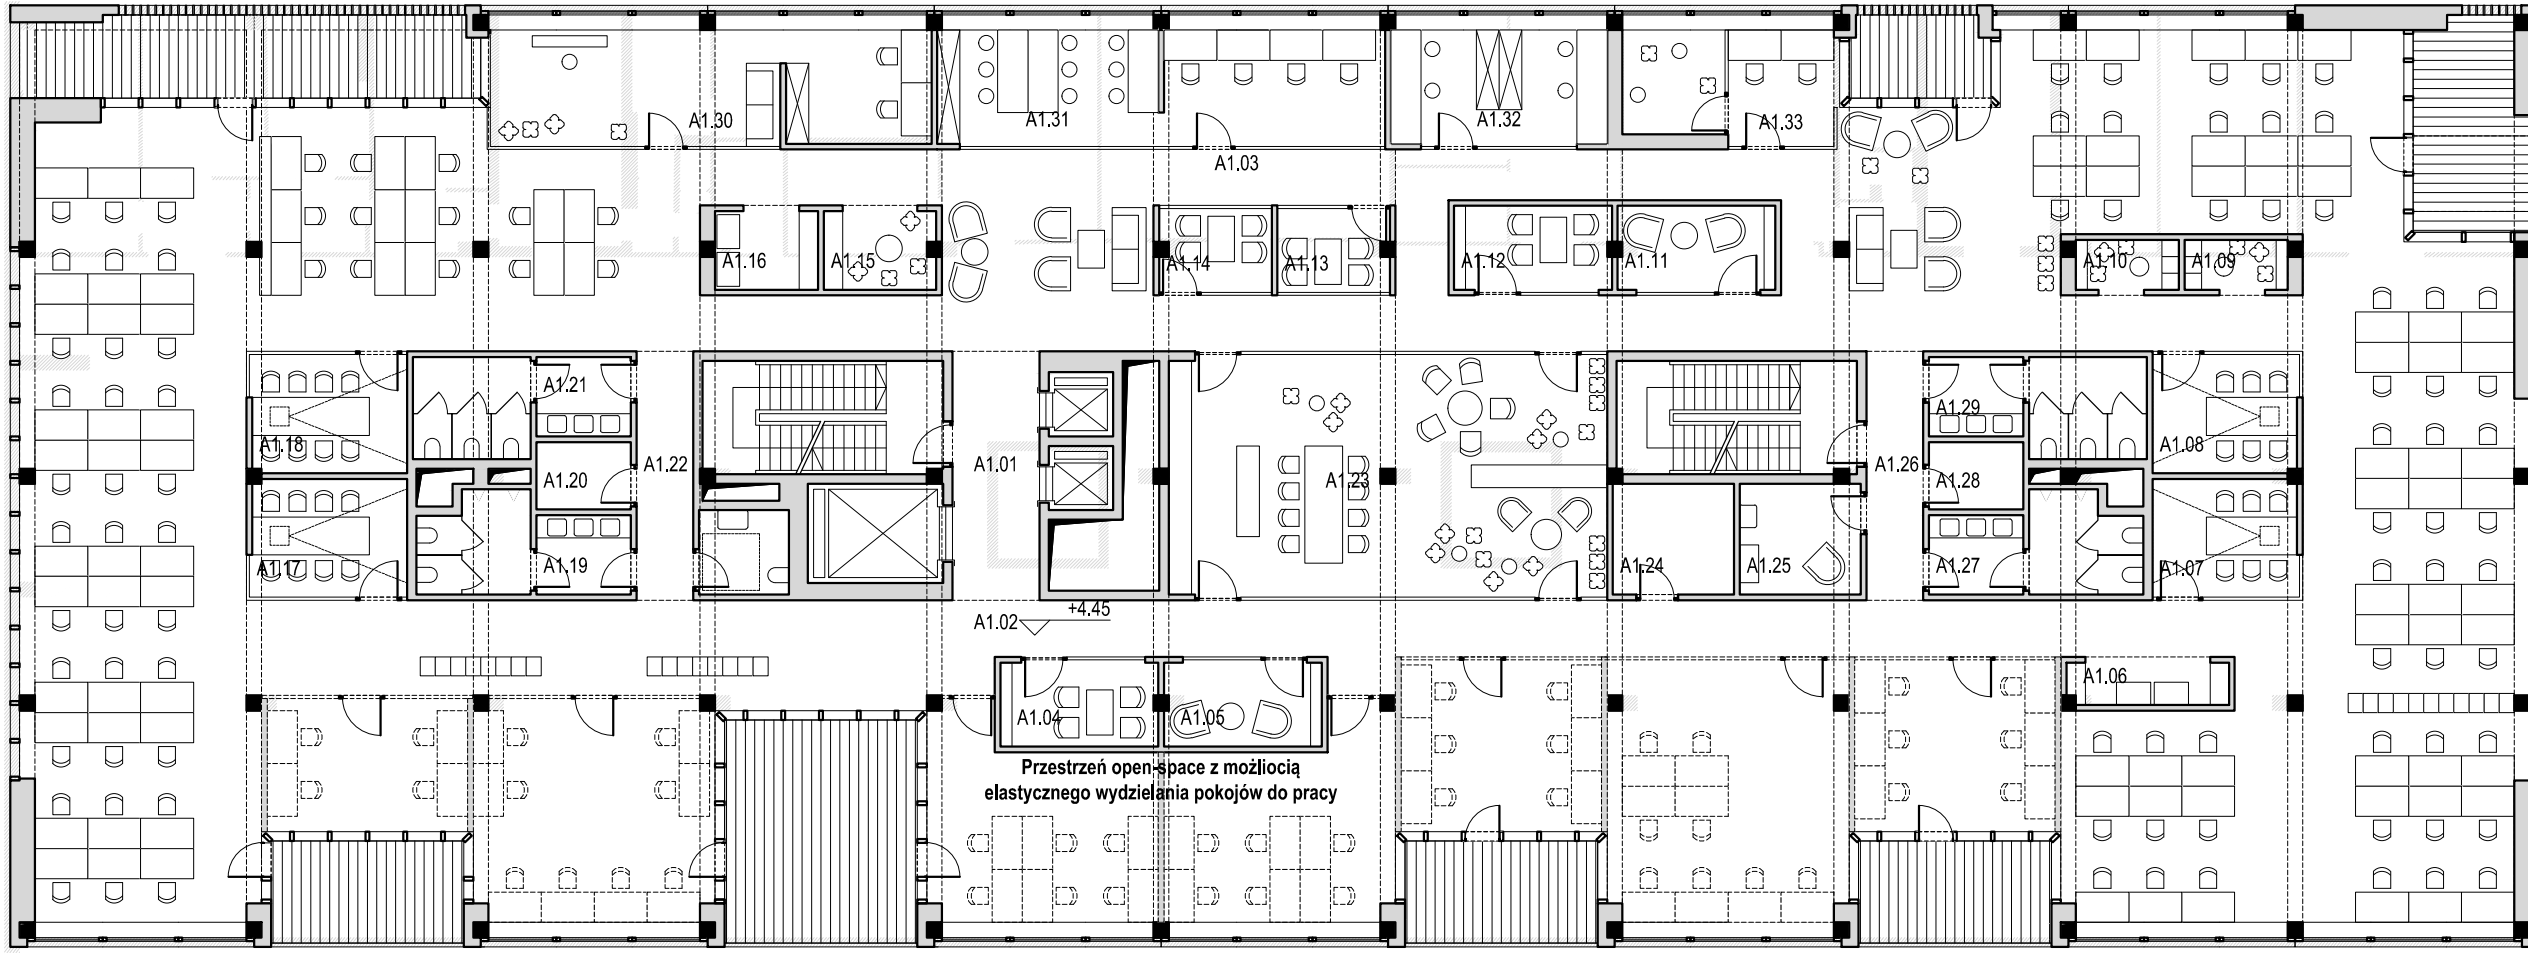 A1.30
A1.31
A1.32
A1.33
A1.03
A1.16
A1.15
A1.14
A1.13
A1.12
A1.11
A1.10
A1.09
A1.21
A1.29
A1.18
A1.22
A1.01
A1.26
A1.08
A1.20
A1.23
A1.28
A1.17
A1.19
A1.24
A1.25
A1.27
A1.07
+4.45
A1.02
A1.06
A1.04
A1.05
Przestrzeń open-space z możliocią
elastycznego wydzielania pokojów do pracy